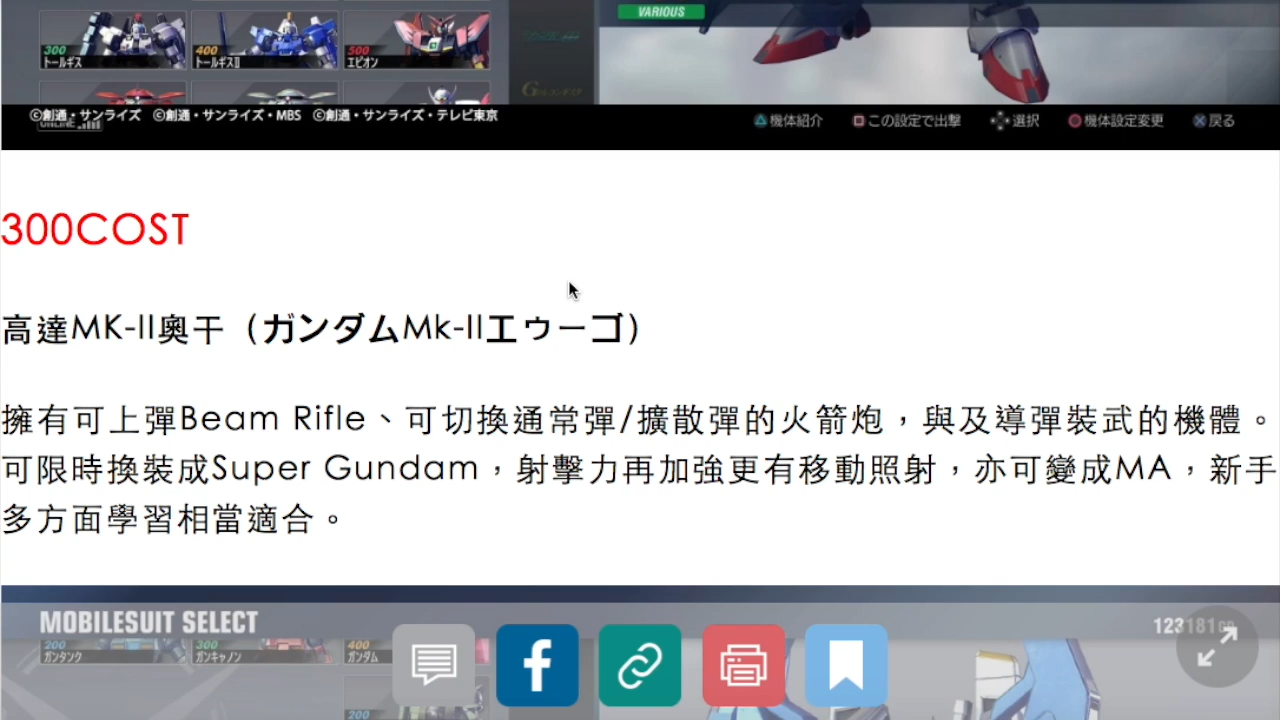 VARIOUS
300
トールギス
400
トールギスⅡ
500
エピオン
©創通・サンライズ ©創通・サンライズ・MBS ©創通・サンライズ・テレビ東京
ONLINE
機体紹介 この設定で出撃 選択 機体設定変更 戻る
300COST
高達MK-II奧干（ガンダムMk-IIエゥーゴ）
擁有可上彈Beam Rifle、可切換通常彈/擴散彈的火箭炮，與及導彈裝武的機體。
可限時換裝成Super Gundam，射擊力再加強更有移動照射，亦可變成MA，新手
多方面學習相當適合。
MOBILESUIT SELECT
123181GP
200
ガンタンク
300
ガンキャノン
400
ガンダム
200